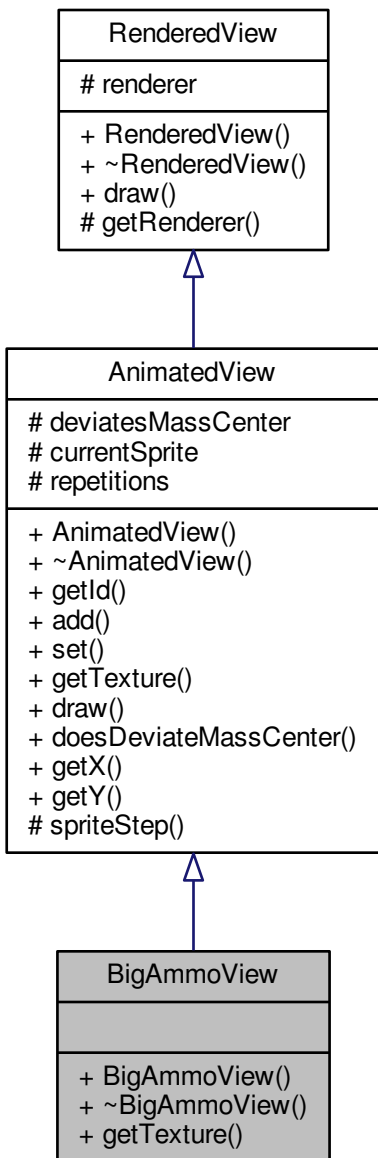 RenderedView
# renderer
+ RenderedView()
+ ~RenderedView()
+ draw()
# getRenderer()
AnimatedView
# deviatesMassCenter
# currentSprite
# repetitions
+ AnimatedView()
+ ~AnimatedView()
+ getId()
+ add()
+ set()
+ getTexture()
+ draw()
+ doesDeviateMassCenter()
+ getX()
+ getY()
# spriteStep()
BigAmmoView
+ BigAmmoView()
+ ~BigAmmoView()
+ getTexture()